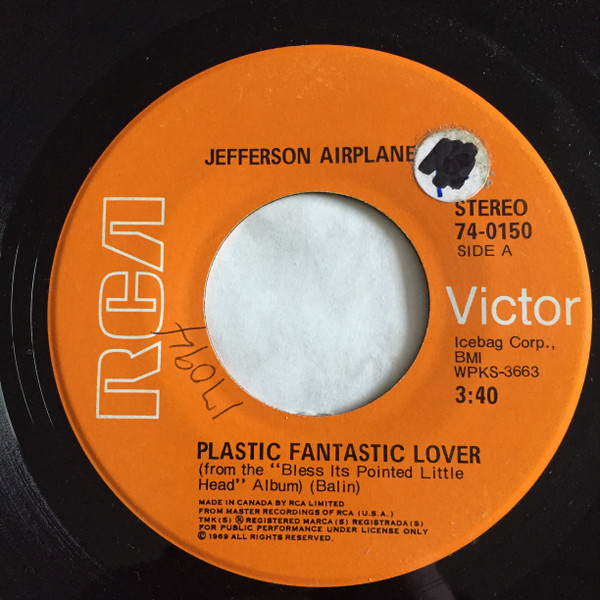 JEFFERSON AIRPLANE
STEREO
74-0150
SIDE A
RCA
Victor
Icebag Corp.,
BMI
WPKS-3663
3:40
17094
PLASTIC FANTASTIC LOVER
(from the "Bless Its Pointed Little
Head" Album) (Balin)
MADE IN CANADA BY RCA LIMITED
FROM MASTER RECORDINGS OF RCA (U.S.A.)
TMK(S) ® REGISTERED MARCA(S) REGISTRADA(S)
FOR PUBLIC PERFORMANCE UNDER LICENSE ONLY
© 1969 ALL RIGHTS RESERVED.